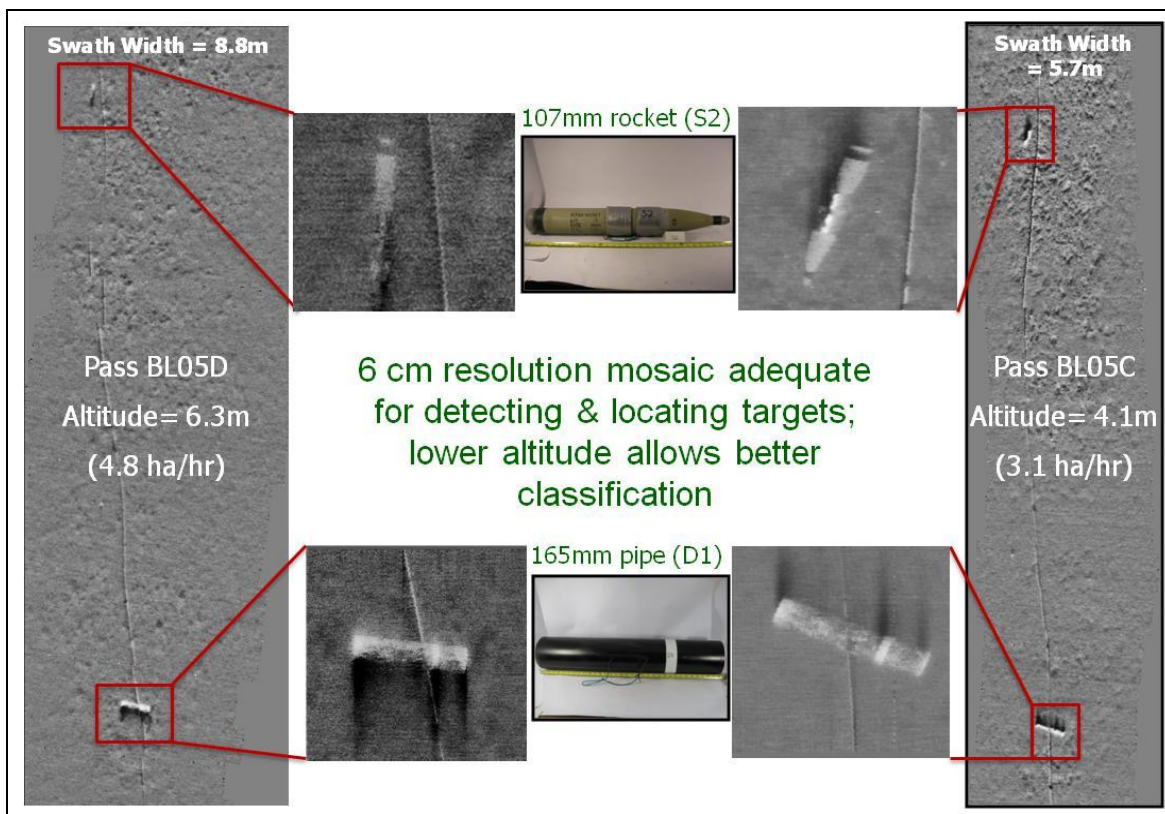 Swath Width = 8.8m
Swath Width
= 5.7m
107mm rocket (S2)
Pass BL05D
Altitude= 6.3m
(4.8 ha/hr)
6 cm resolution mosaic adequate
for detecting & locating targets;
lower altitude allows better
classification
Pass BL05C
Altitude= 4.1m
(3.1 ha/hr)
165mm pipe (D1)